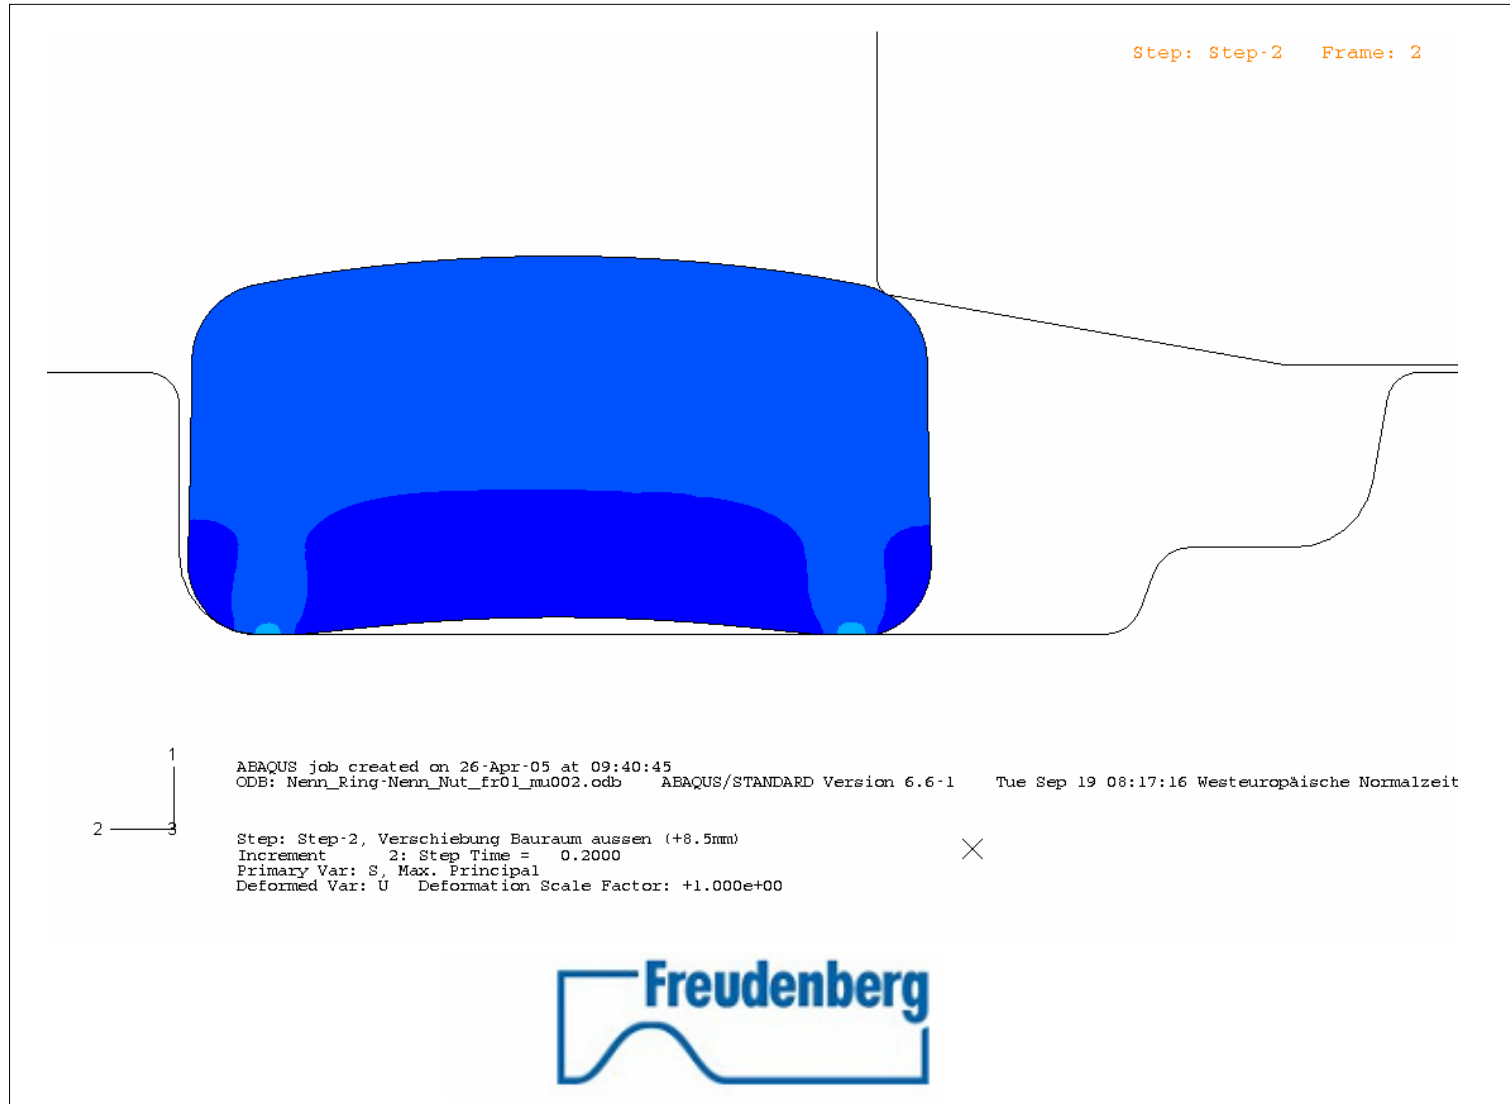 Step: Step-2   Frame: 2
1
2
3
ABAQUS job created on 26-Apr-05 at 09:40:45
ODB: Nenn_Ring-Nenn_Nut_fr01_mu002.odb    ABAQUS/STANDARD Version 6.6-1    Tue Sep 19 08:17:16 Westeuropäische Normalzeit
Step: Step-2, Verschiebung Bauraum aussen (+8.5mm)
Increment     2: Step Time =   0.2000
Primary Var: S, Max. Principal
Deformed Var: U   Deformation Scale Factor: +1.000e+00
Freudenberg